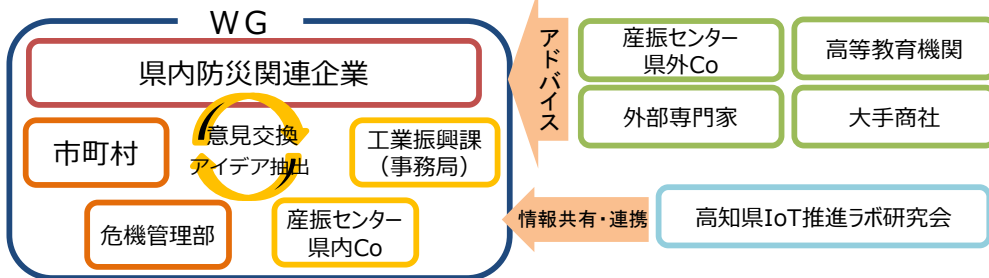 WG
県内防災関連企業
意見交換
アイデア抽出
市町村
工業振興課
（事務局）
危機管理部
産振センター
県内Co
アドバイス
産振センター
県外Co
高等教育機関
外部専門家
大手商社
情報共有・連携
高知県IoT推進ラボ研究会